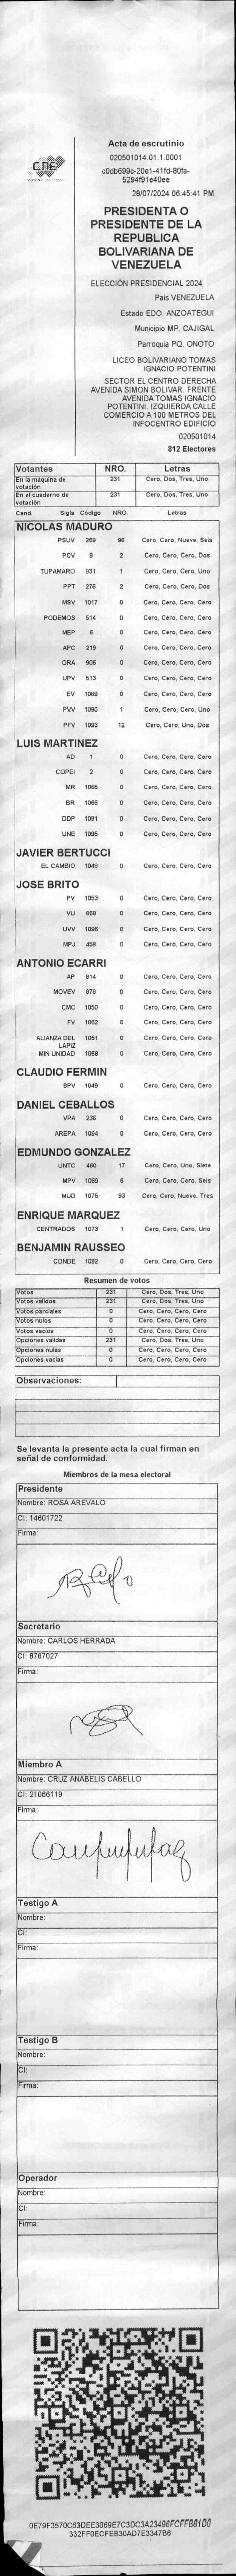 CNE
Acta de escrutinio
020501014.01.1.0001
c0db699c-20e1-41fd-80fa-
5294f91e40ee
28/07/2024 06:45:41 PM
PRESIDENTA O
PRESIDENTE DE LA
REPUBLICA
BOLIVARIANA DE
VENEZUELA
ELECCIÓN PRESIDENCIAL 2024
País VENEZUELA
Estado EDO. ANZOATEGUI
Municipio MP. CAJIGAL
Parroquia PQ. ONOTO
LICEO BOLIVARIANO TOMAS
IGNACIO POTENTINI
SECTOR EL CENTRO DERECHA
AVENIDA SIMON BOLIVAR. FRENTE
AVENIDA TOMAS IGNACIO
POTENTINI. IZQUIERDA CALLE
COMERCIO A 100 METROS DEL
INFOCENTRO EDIFICIO
020501014
812 Electores
Votantes NRO. Letras
En la máquina de votación 231 Cero, Dos, Tres, Uno
En el cuaderno de votación 231 Cero, Dos, Tres, Uno
Cand. Sigla Código NRO. Letras
NICOLAS MADURO
PSUV 269 96 Cero, Cero, Nueve, Seis
PCV 9 2 Cero, Cero, Cero, Dos
TUPAMARO 931 1 Cero, Cero, Cero, Uno
PPT 276 2 Cero, Cero, Cero, Dos
MSV 1017 0 Cero, Cero, Cero, Cero
PODEMOS 514 0 Cero, Cero, Cero, Cero
MEP 6 0 Cero, Cero, Cero, Cero
APC 219 0 Cero, Cero, Cero, Cero
ORA 906 0 Cero, Cero, Cero, Cero
UPV 513 0 Cero, Cero, Cero, Cero
EV 1089 0 Cero, Cero, Cero, Cero
PVV 1090 1 Cero, Cero, Cero, Uno
PFV 1093 12 Cero, Cero, Uno, Dos
LUIS MARTINEZ
AD 1 0 Cero, Cero, Cero, Cero
COPEI 2 0 Cero, Cero, Cero, Cero
MR 1065 0 Cero, Cero, Cero, Cero
BR 1066 0 Cero, Cero, Cero, Cero
DDP 1091 0 Cero, Cero, Cero, Cero
UNE 1095 0 Cero, Cero, Cero, Cero
JAVIER BERTUCCI
EL CAMBIO 1048 0 Cero, Cero, Cero, Cero
JOSE BRITO
PV 1053 0 Cero, Cero, Cero, Cero
VU 868 0 Cero, Cero, Cero, Cero
UVV 1096 0 Cero, Cero, Cero, Cero
MPJ 458 0 Cero, Cero, Cero, Cero
ANTONIO ECARRI
AP 814 0 Cero, Cero, Cero, Cero
MOVEV 878 0 Cero, Cero, Cero, Cero
CMC 1050 0 Cero, Cero, Cero, Cero
FV 1052 0 Cero, Cero, Cero, Cero
ALIANZA DEL LAPIZ 1051 0 Cero, Cero, Cero, Cero
MIN UNIDAD 1068 0 Cero, Cero, Cero, Cero
CLAUDIO FERMIN
SPV 1049 0 Cero, Cero, Cero, Cero
DANIEL CEBALLOS
VPA 236 0 Cero, Cero, Cero, Cero
AREPA 1094 0 Cero, Cero, Cero, Cero
EDMUNDO GONZALEZ
UNTC 460 17 Cero, Cero, Uno, Siete
MPV 1069 6 Cero, Cero, Cero, Seis
MUD 1075 93 Cero, Cero, Nueve, Tres
ENRIQUE MARQUEZ
CENTRADOS 1073 1 Cero, Cero, Cero, Uno
BENJAMIN RAUSSEO
CONDE 1092 0 Cero, Cero, Cero, Cero
Resumen de votos
Votos 231 Cero, Dos, Tres, Uno
Votos validos 231 Cero, Dos, Tres, Uno
Votos parciales 0 Cero, Cero, Cero, Cero
Votos nulos 0 Cero, Cero, Cero, Cero
Votos vacios 0 Cero, Cero, Cero, Cero
Opciones validas 231 Cero, Dos, Tres, Uno
Opciones nulas 0 Cero, Cero, Cero, Cero
Opciones vacias 0 Cero, Cero, Cero, Cero
Observaciones:
Se levanta la presente acta la cual firman en
señal de conformidad.
Miembros de la mesa electoral
Presidente
Nombre: ROSA AREVALO
CI: 14601722
Firma:
Secretario
Nombre: CARLOS HERRADA
CI: 8767027
Firma:
Miembro A
Nombre: CRUZ ANABELIS CABELLO
CI: 21066119
Firma:
Testigo A
Nombre:
CI:
Firma:
Testigo B
Nombre:
CI:
Firma:
Operador
Nombre:
CI:
Firma:
0E79F3570C63DEE3069E7C3DC3A23496FCFFB81D0
332FF0ECFEB30AD7E3347B6